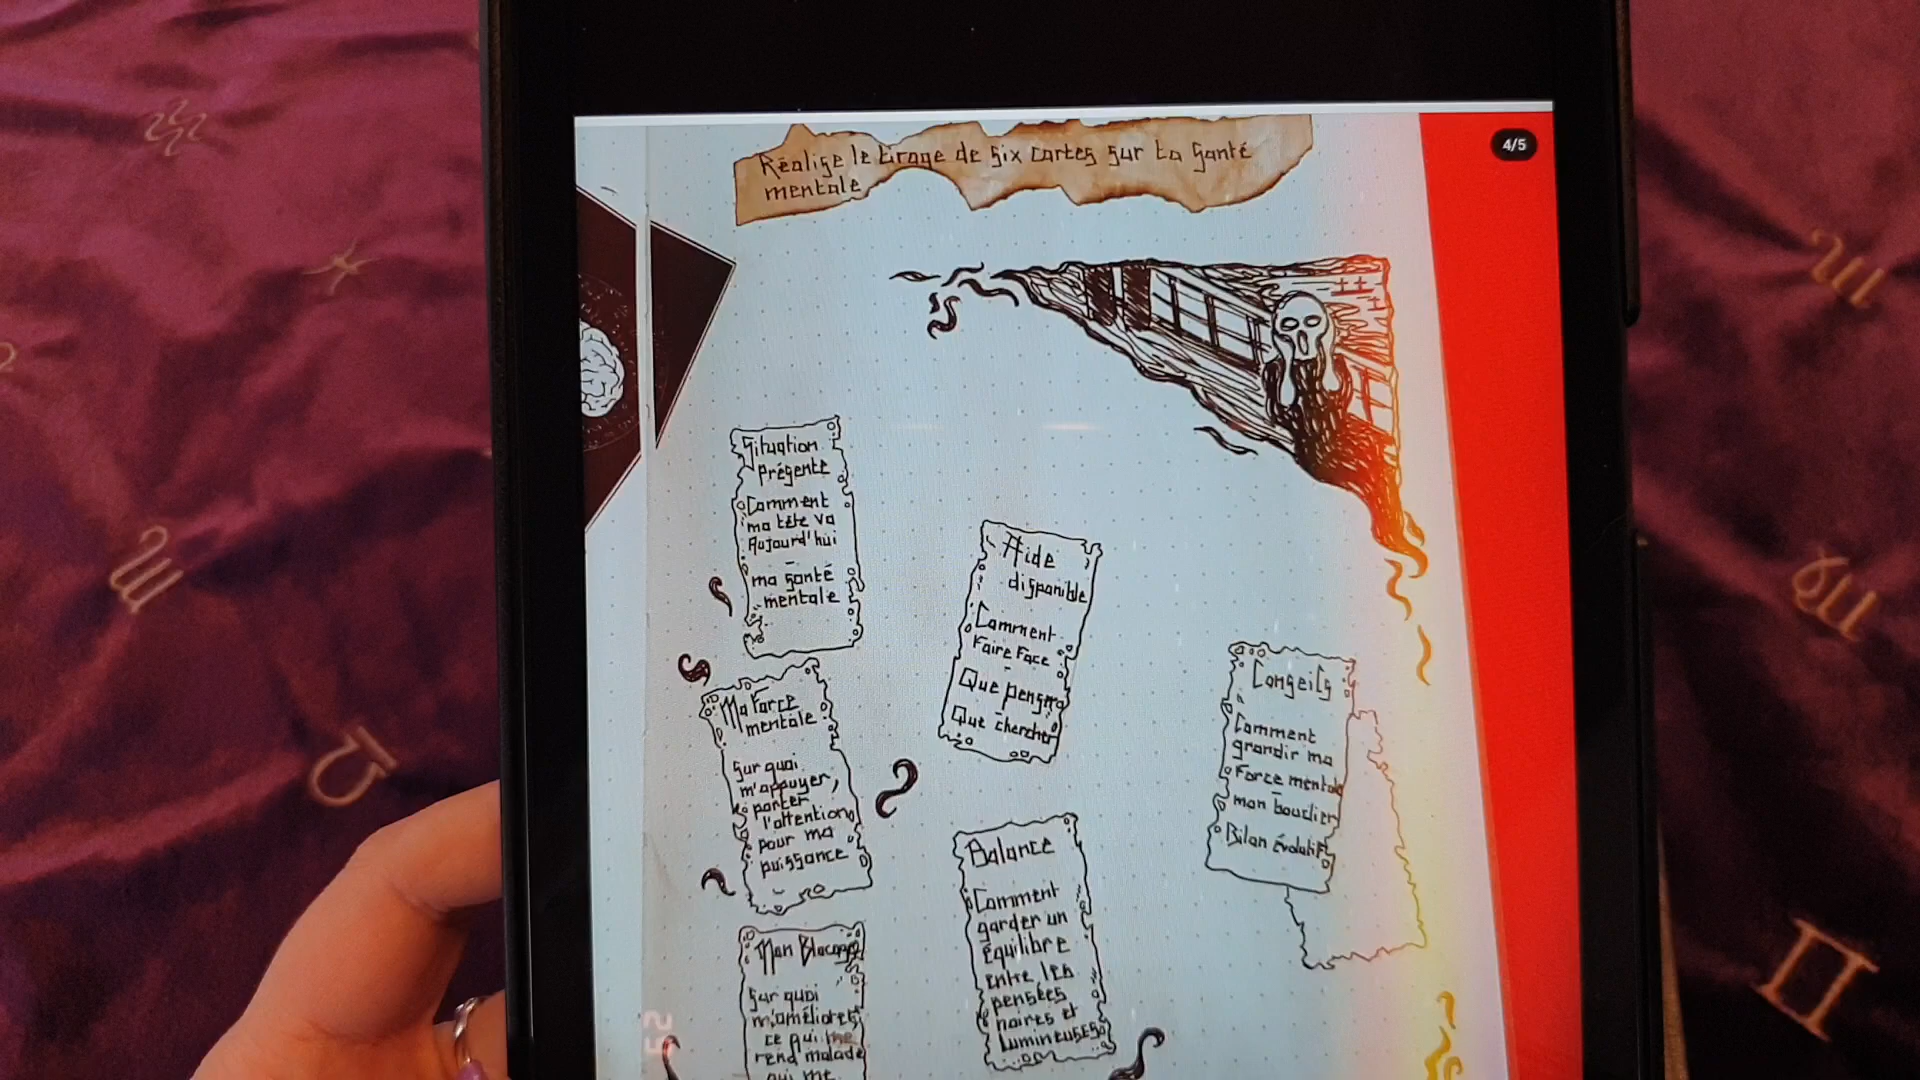 4/5
Réalise le tirage de six cartes sur ta santé
mentale
Situation
présente
Comment
ma tête va
Aujourd'hui
-
ma santé
mentale
Ma Force
mentale
Sur quoi
m'appuyer,
porter
l'attention
pour ma
puissance
Mon Blocage
Sur quoi
m'améliorer,
ce qui me
rend malade
qui me
Aide
disponible
Comment
Faire Face
-
Que penser
-
Que chercher
Balance
Comment
garder un
équilibre
entre les
pensées
noires et
lumineuses
Conseils
Comment
grandir ma
Force mentale
-
mon bouclier
Bilan Évolutif